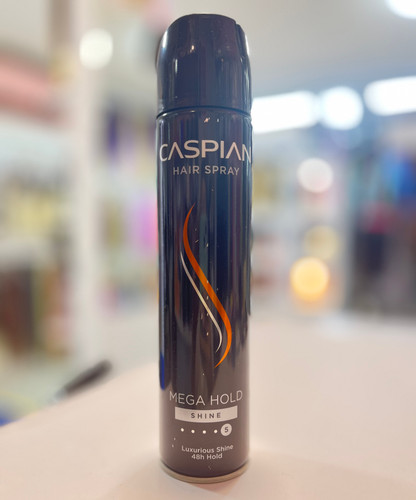 CASPIAN
HAIR SPRAY
MEGA HOLD
SHINE
5
Luxurious Shine
48h Hold